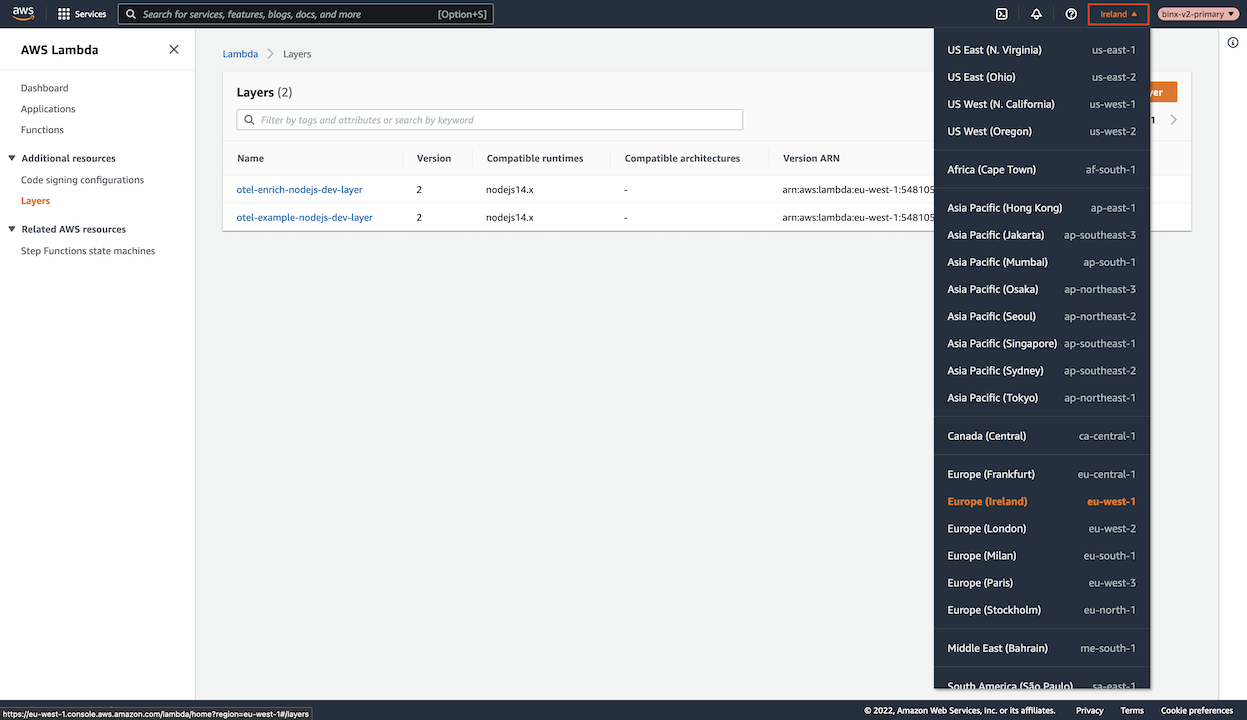 aws Services Search for services, features, blogs, docs, and more [Option+S] Ireland ▲ binx-v2-primary ▼
AWS Lambda
Dashboard
Applications
Functions
Additional resources
Code signing configurations
Layers
Related AWS resources
Step Functions state machines
Lambda > Layers
Layers (2)
yer
Filter by tags and attributes or search by keyword
1
Name Version Compatible runtimes Compatible architectures Version ARN
otel-enrich-nodejs-dev-layer 2 nodejs14.x - arn:aws:lambda:eu-west-1:548105
otel-example-nodejs-dev-layer 2 nodejs14.x - arn:aws:lambda:eu-west-1:548105
US East (N. Virginia) us-east-1
US East (Ohio) us-east-2
US West (N. California) us-west-1
US West (Oregon) us-west-2
Africa (Cape Town) af-south-1
Asia Pacific (Hong Kong) ap-east-1
Asia Pacific (Jakarta) ap-southeast-3
Asia Pacific (Mumbai) ap-south-1
Asia Pacific (Osaka) ap-northeast-3
Asia Pacific (Seoul) ap-northeast-2
Asia Pacific (Singapore) ap-southeast-1
Asia Pacific (Sydney) ap-southeast-2
Asia Pacific (Tokyo) ap-northeast-1
Canada (Central) ca-central-1
Europe (Frankfurt) eu-central-1
Europe (Ireland) eu-west-1
Europe (London) eu-west-2
Europe (Milan) eu-south-1
Europe (Paris) eu-west-3
Europe (Stockholm) eu-north-1
Middle East (Bahrain) me-south-1
South America (São Paulo) sa-east-1
https://eu-west-1.console.aws.amazon.com/lambda/home?region=eu-west-1#/layers
© 2022, Amazon Web Services, Inc. or its affiliates. Privacy Terms Cookie preferences